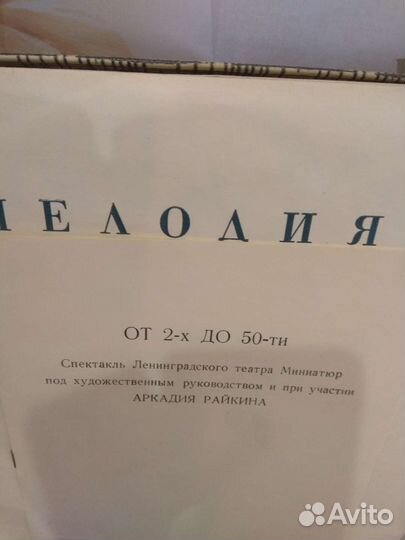 МЕЛОДИЯ
ОТ 2-х ДО 50-ти
Спектакль Ленинградского театра Миниатюр
под художественным руководством и при участии
АРКАДИЯ РАЙКИНА
Avito